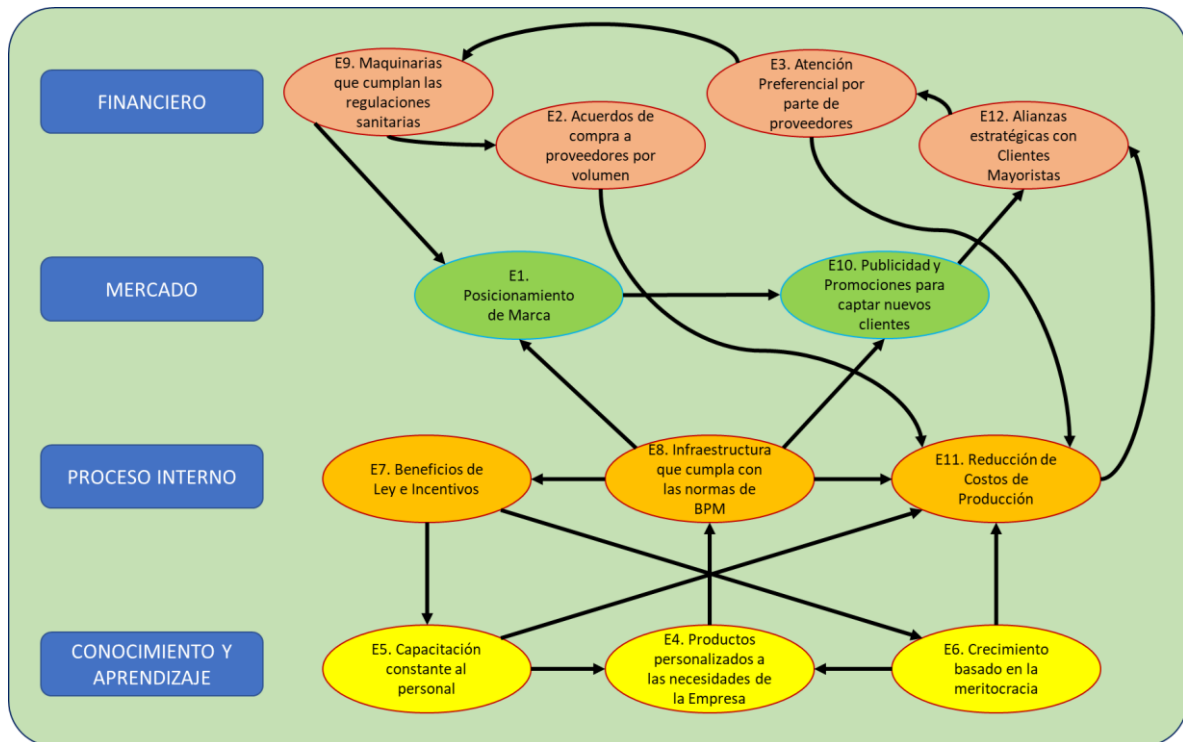 FINANCIERO
E9. Maquinarias
que cumplan las
regulaciones
sanitarias
E2. Acuerdos de
compra a
proveedores por
volumen
E3. Atención
Preferencial por
parte de
proveedores
E12. Alianzas
estratégicas con
Clientes
Mayoristas
MERCADO
E1.
Posicionamiento
de Marca
E10. Publicidad y
Promociones para
captar nuevos
clientes
PROCESO INTERNO
E7. Beneficios de
Ley e Incentivos
E8. Infraestructura
que cumpla con
las normas de
BPM
E11. Reducción de
Costos de
Producción
CONOCIMIENTO Y
APRENDIZAJE
E5. Capacitación
constante al
personal
E4. Productos
personalizados a
las necesidades de
la Empresa
E6. Crecimiento
basado en la
meritocracia